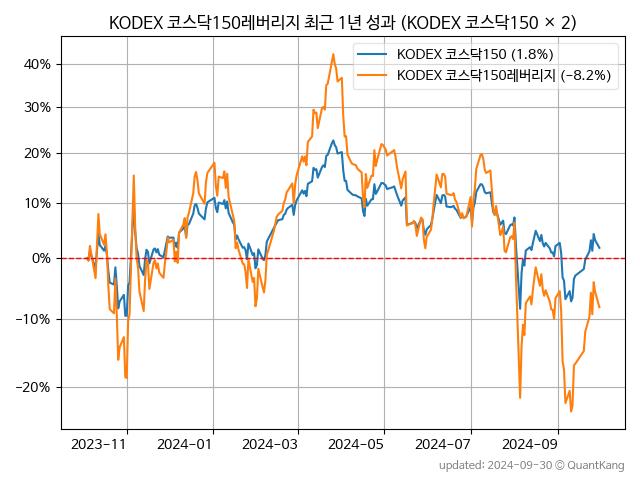 KODEX 코스닥150레버리지 최근 1년 성과 (KODEX 코스닥150 × 2)
KODEX 코스닥150 (1.8%)
KODEX 코스닥150레버리지 (−8.2%)
40%
30%
20%
10%
0%
−10%
−20%
2023-11 2024-01 2024-03 2024-05 2024-07 2024-09
updated: 2024-09-30 © QuantKang